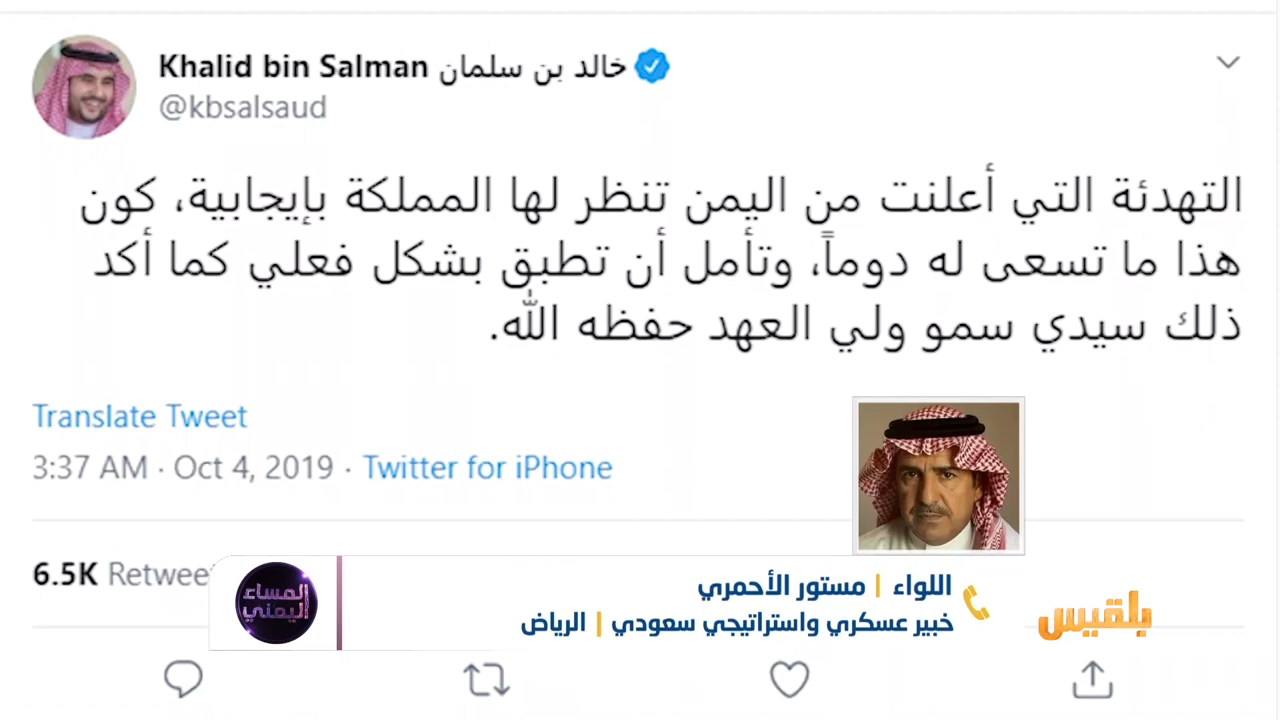 Khalid bin Salman خالد بن سلمان
@kbsalsaud
التهدئة التي أعلنت من اليمن تنظر لها المملكة بإيجابية، كون
هذا ما تسعى له دوماً، وتأمل أن تطبق بشكل فعلي كما أكد
ذلك سيدي سمو ولي العهد حفظه الله.
Translate Tweet
3:37 AM · Oct 4, 2019 · Twitter for iPhone
6.5K Retweet
المساء
اليمني
اللواء | مستور الأحمري
خبير عسكري واستراتيجي سعودي | الرياض
بلقيس